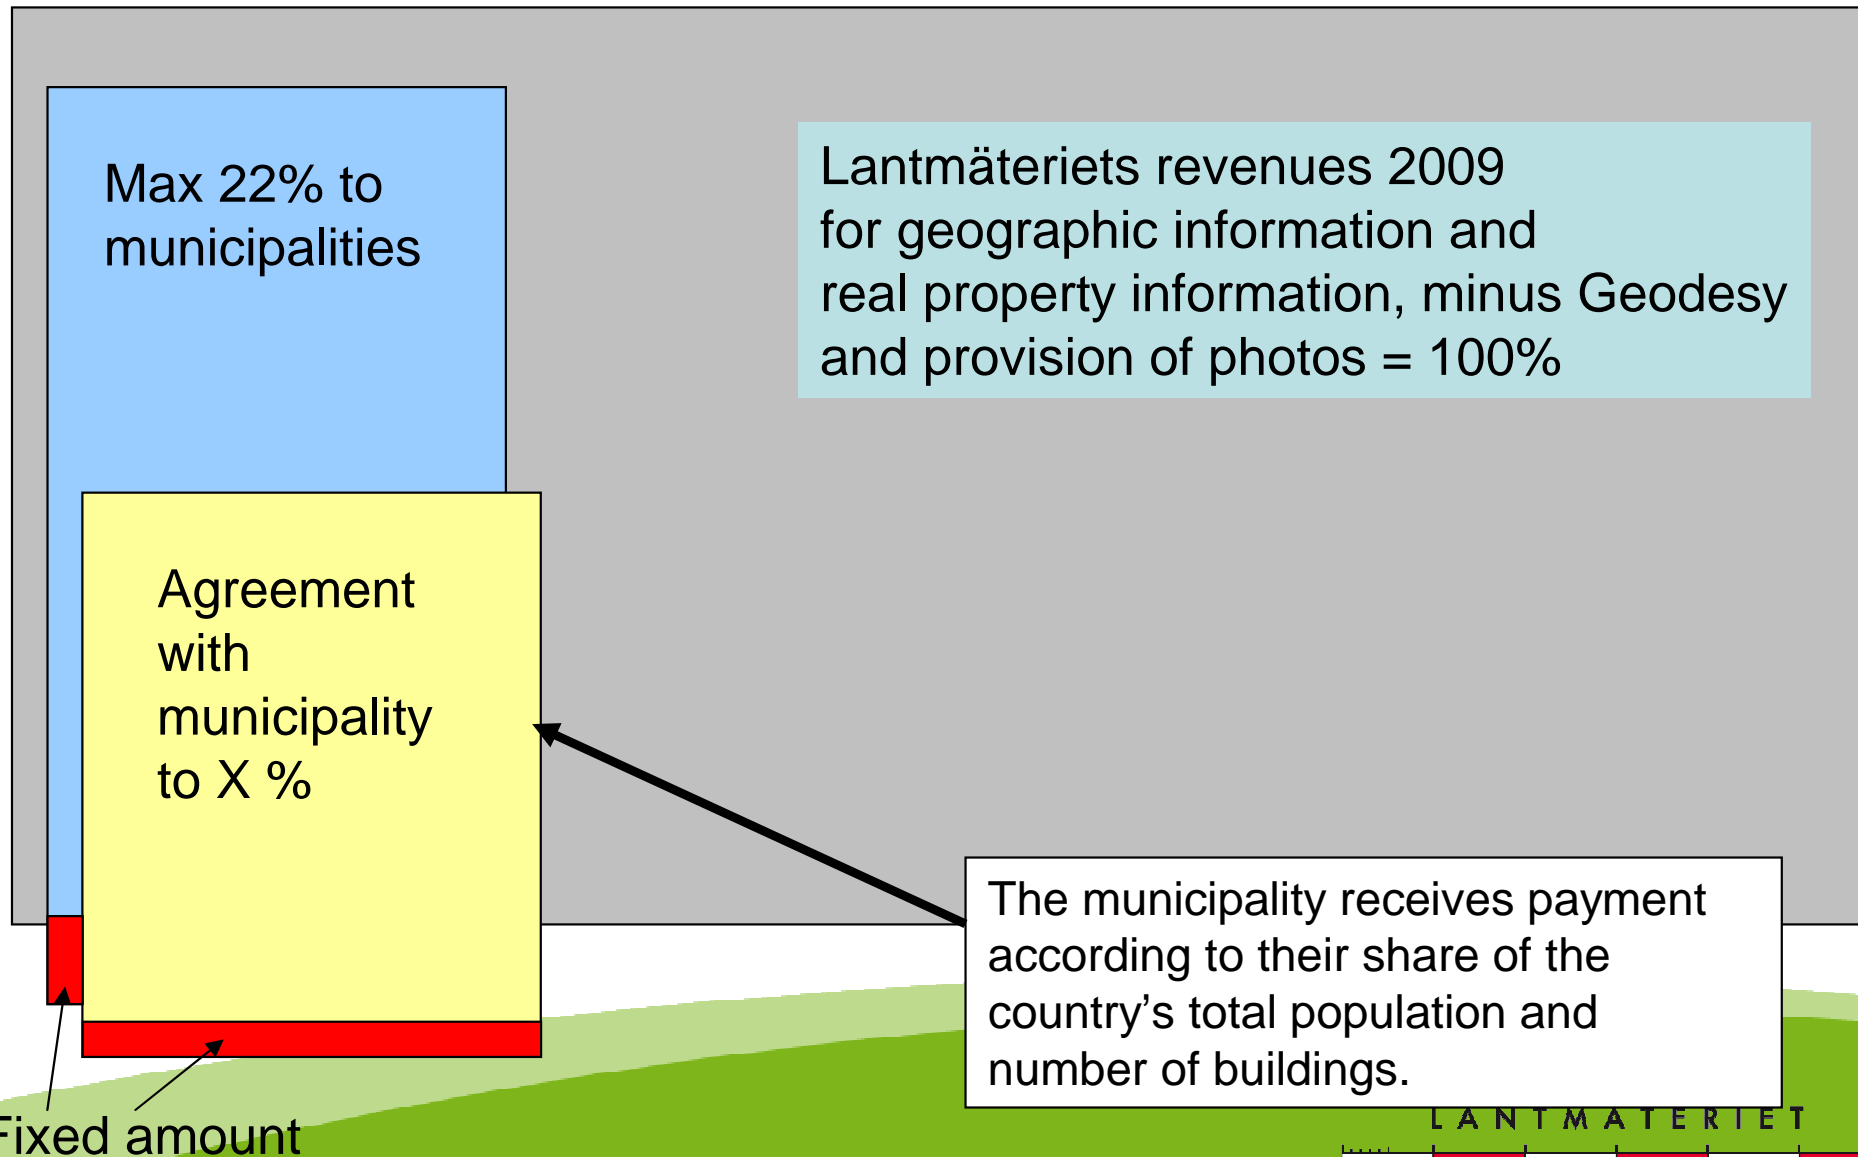 Max 22% to
municipalities
Lantmäteriets revenues 2009
for geographic information and
real property information, minus Geodesy
and provision of photos = 100%
Agreement
with
municipality
to X %
The municipality receives payment
according to their share of the
country’s total population and
number of buildings.
Fixed amount
LANTMÄTERIET